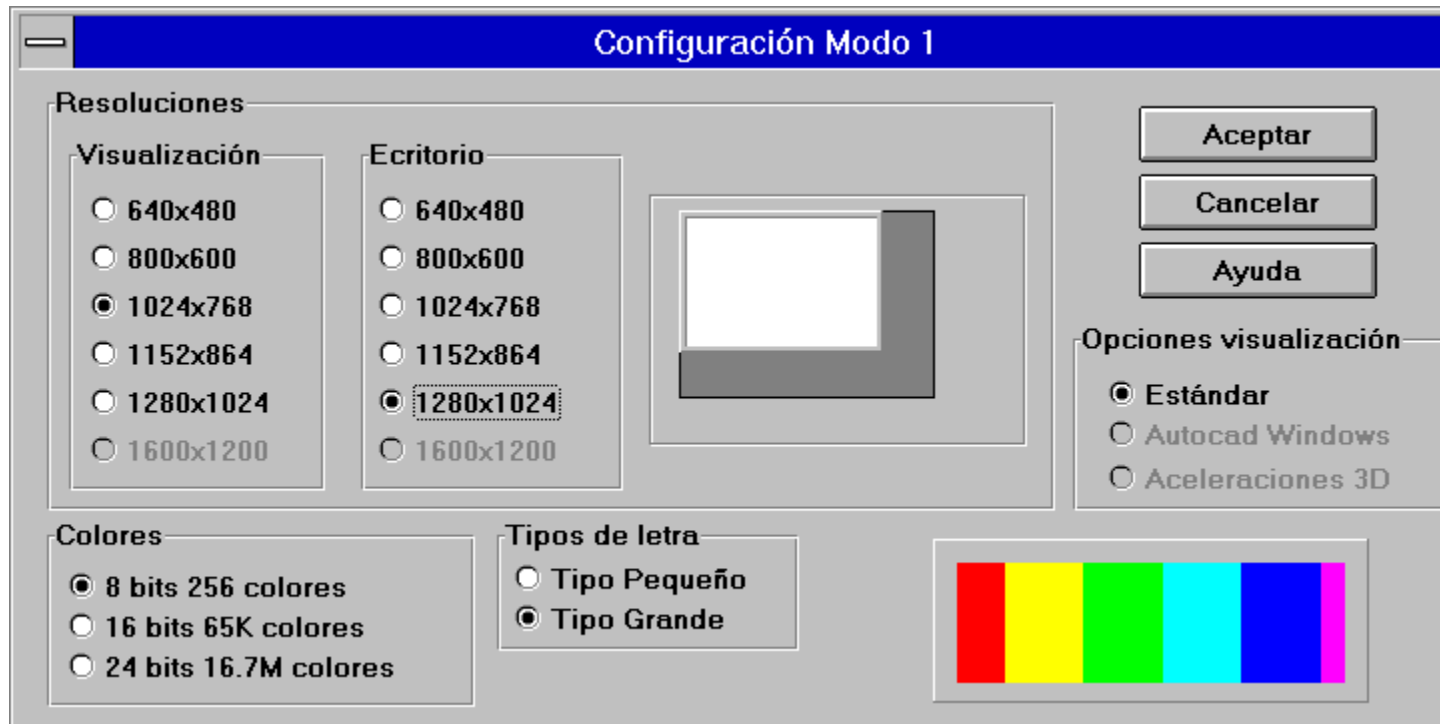 Configuración Modo 1
Resoluciones
Visualización
640x480
800x600
1024x768
1152x864
1280x1024
1600x1200
Ecritorio
640x480
800x600
1024x768
1152x864
1280x1024
1600x1200
Aceptar
Cancelar
Ayuda
Opciones visualización
Estándar
Autocad Windows
Aceleraciones 3D
Colores
8 bits 256 colores
16 bits 65K colores
24 bits 16.7M colores
Tipos de letra
Tipo Pequeño
Tipo Grande